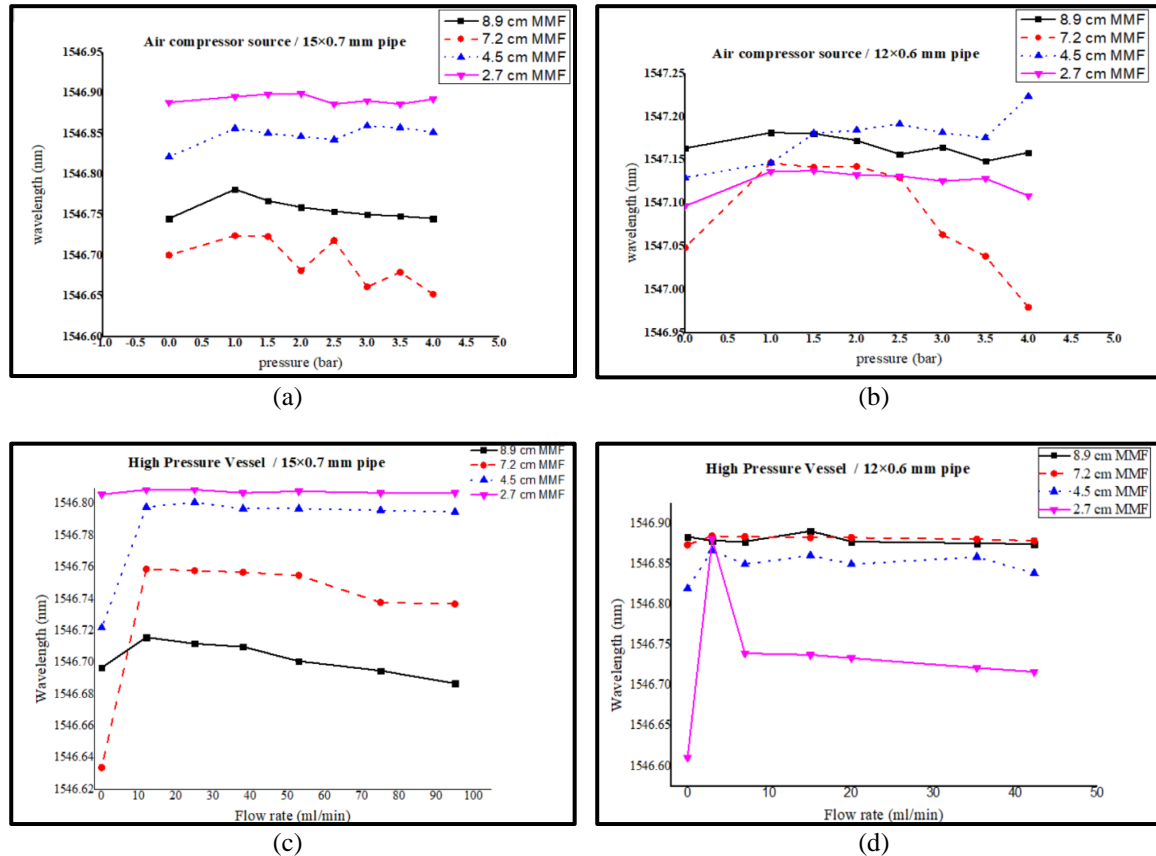 Air compressor source / 15×0.7 mm pipe
8.9 cm MMF
7.2 cm MMF
4.5 cm MMF
2.7 cm MMF
wavelength (nm)
1546.95
1546.90
1546.85
1546.80
1546.75
1546.70
1546.65
1546.60
-1.0 -0.5 0.0 0.5 1.0 1.5 2.0 2.5 3.0 3.5 4.0 4.5 5.0
pressure (bar)
(a)
Air compressor source / 12×0.6 mm pipe
8.9 cm MMF
7.2 cm MMF
4.5 cm MMF
2.7 cm MMF
wavelength (nm)
1547.25
1547.20
1547.15
1547.10
1547.05
1547.00
1546.95
0.0 0.5 1.0 1.5 2.0 2.5 3.0 3.5 4.0 4.5 5.0
pressure (bar)
(b)
High Pressure Vessel / 15×0.7 mm pipe
8.9 cm MMF
7.2 cm MMF
4.5 cm MMF
2.7 cm MMF
Wavelength (nm)
1546.80
1546.78
1546.76
1546.74
1546.72
1546.70
1546.68
1546.66
1546.64
1546.62
0 10 20 30 40 50 60 70 80 90 100
Flow rate (ml/min)
(c)
High Pressure Vessel / 12×0.6 mm pipe
8.9 cm MMF
7.2 cm MMF
4.5 cm MMF
2.7 cm MMF
Wavelength (nm)
1546.90
1546.85
1546.80
1546.75
1546.70
1546.65
1546.60
0 10 20 30 40 50
Flow rate (ml/min)
(d)